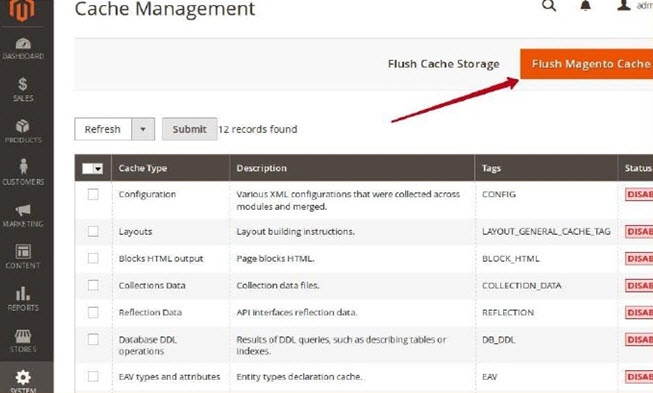 Cache Management
DASHBOARD
SALES
PRODUCTS
CUSTOMERS
MARKETING
CONTENT
REPORTS
STORES
SYSTEM
Flush Cache Storage
Flush Magento Cache
Refresh
Submit
12 records found
Cache Type Description Tags Status
Configuration Various XML configurations that were collected across CONFIG DISAB
modules and merged.
Layouts Layout building instructions. LAYOUT_GENERAL_CACHE_TAG DISAB
Blocks HTML output Page blocks HTML. BLOCK_HTML DISAB
Collections Data Collection data files. COLLECTION_DATA DISAB
Reflection Data API interfaces reflection data. REFLECTION DISAB
Database DDL Results of DDL queries, such as describing tables or DB_DDL DISAB
operations indexes.
EAV types and attributes Entity types declaration cache. EAV DISAB